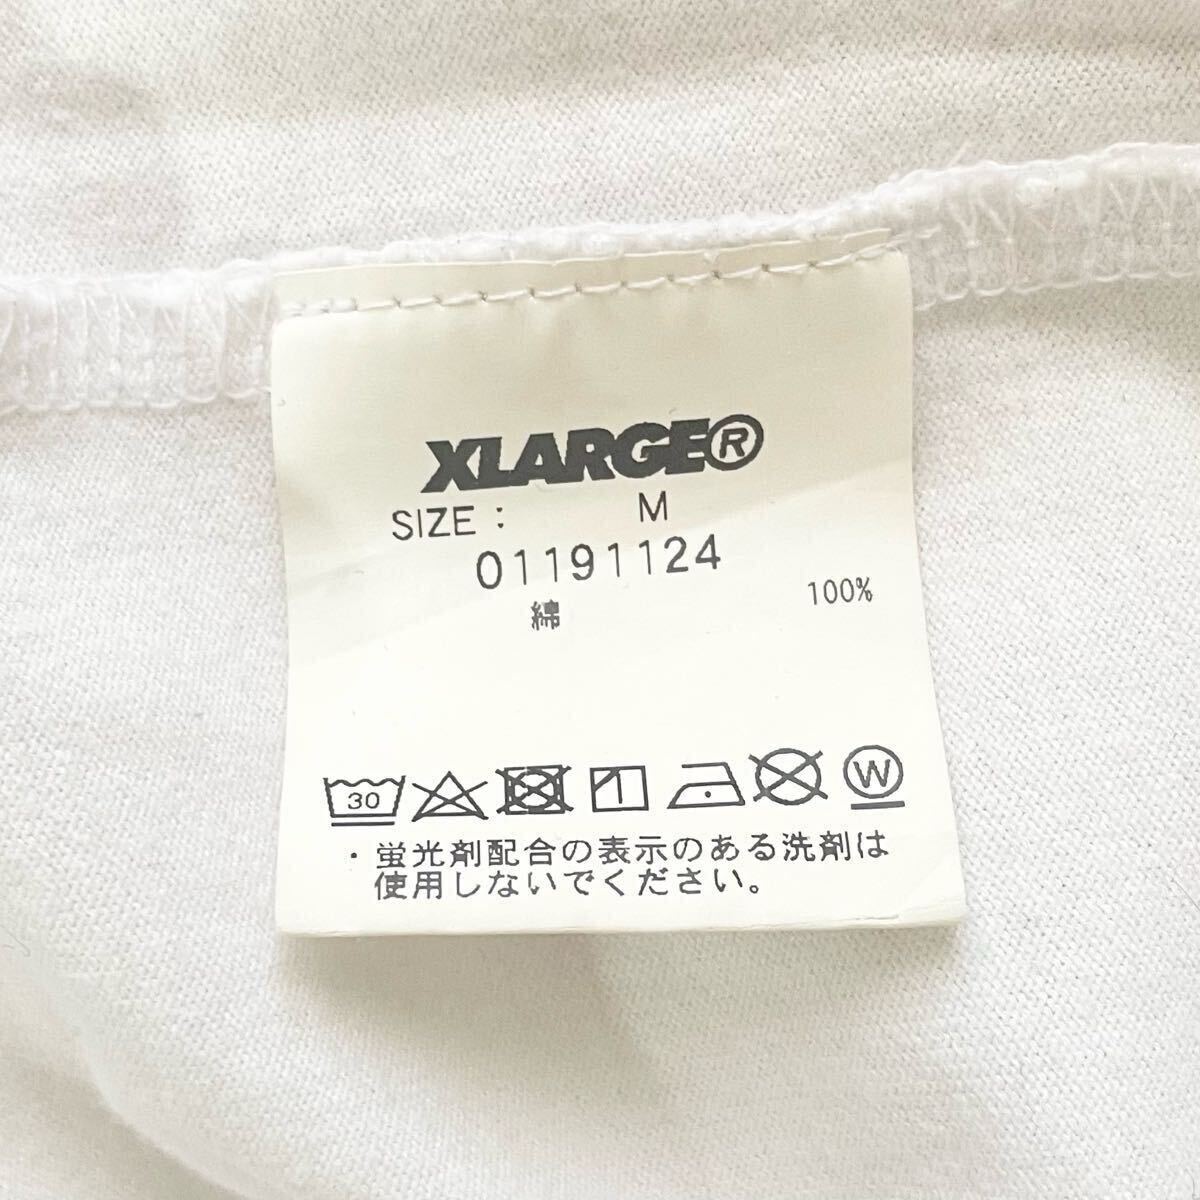 XLARGE®
SIZE : M
01191124
綿 100%
30 W
・蛍光剤配合の表示のある洗剤は
使用しないでください。